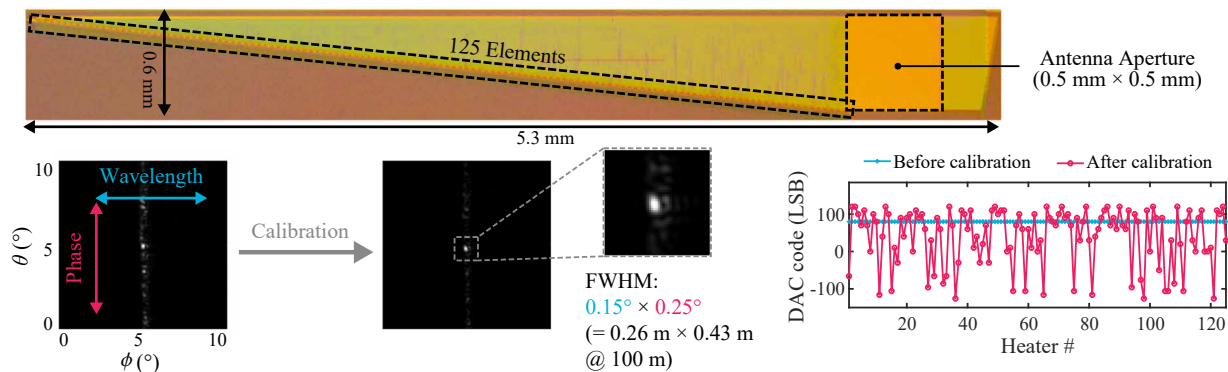 125 Elements
0.6 mm
Antenna Aperture
(0.5 mm × 0.5 mm)
5.3 mm
10
5
0
θ (°)
Wavelength
Phase
0
5
10
ϕ (°)
Calibration
FWHM:
0.15° × 0.25°
(= 0.26 m × 0.43 m
@ 100 m)
Before calibration
After calibration
DAC code (LSB)
100
0
-100
20
40
60
80
100
120
Heater #